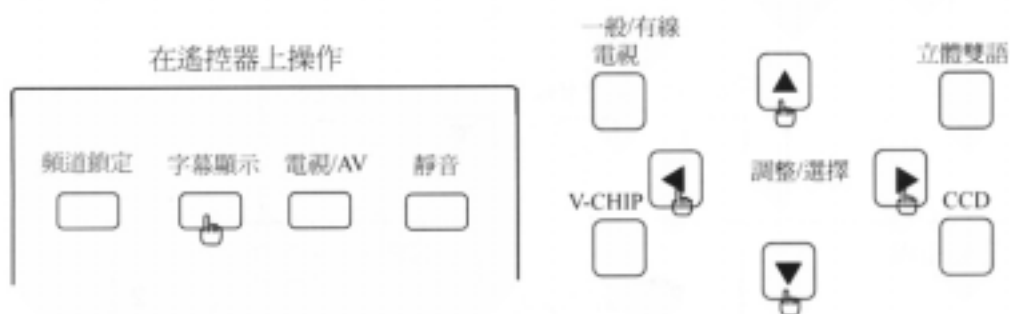 在遙控器上操作
頻道鎖定 字幕顯示 電視/AV 靜音
一般/有線
電視
立體雙語
調整/選擇
V-CHIP
CCD